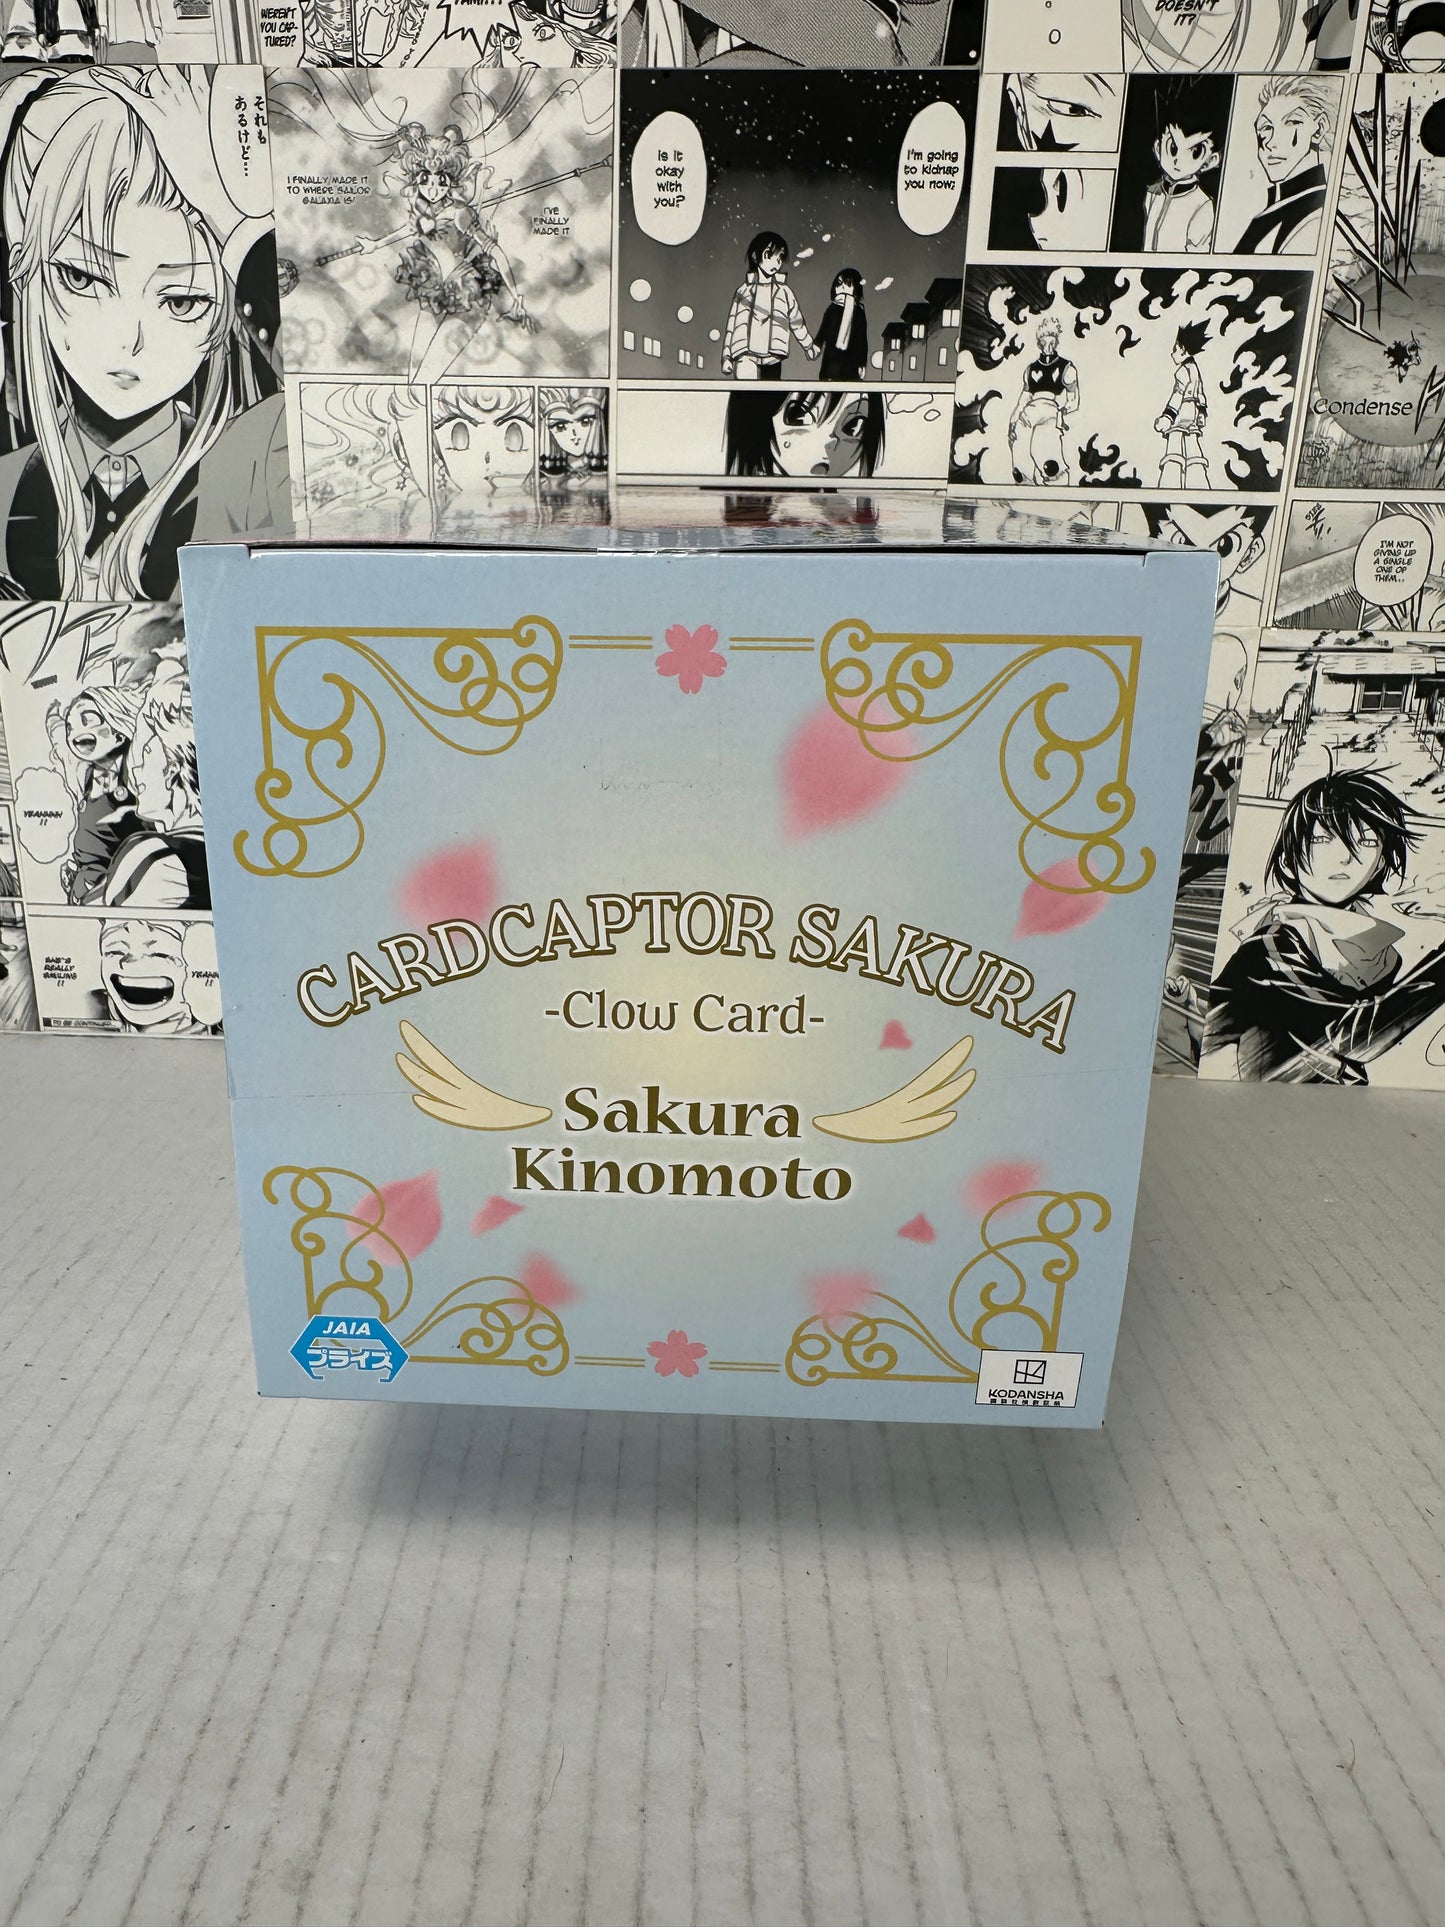 WEREN'T
YOU CAP-
TURED?
DOESN'T
IT?
それも
あるけど…
I FINALLY MADE IT
TO WHERE SAILOR
GALAXIA IS!
I'VE
FINALLY
MADE IT
Is it
okay
with
you?
I'm going
to kidnap
you now;
Condense
I'M NOT
GIVING UP
A SINGLE
ONE OF
THEM..
YEAHHH
!!
SHE'S
REALLY
SMILING
!!
CARDCAPTOR SAKURA
-Clow Card-
Sakura
Kinomoto
JAIA
プライズ
KODANSHA